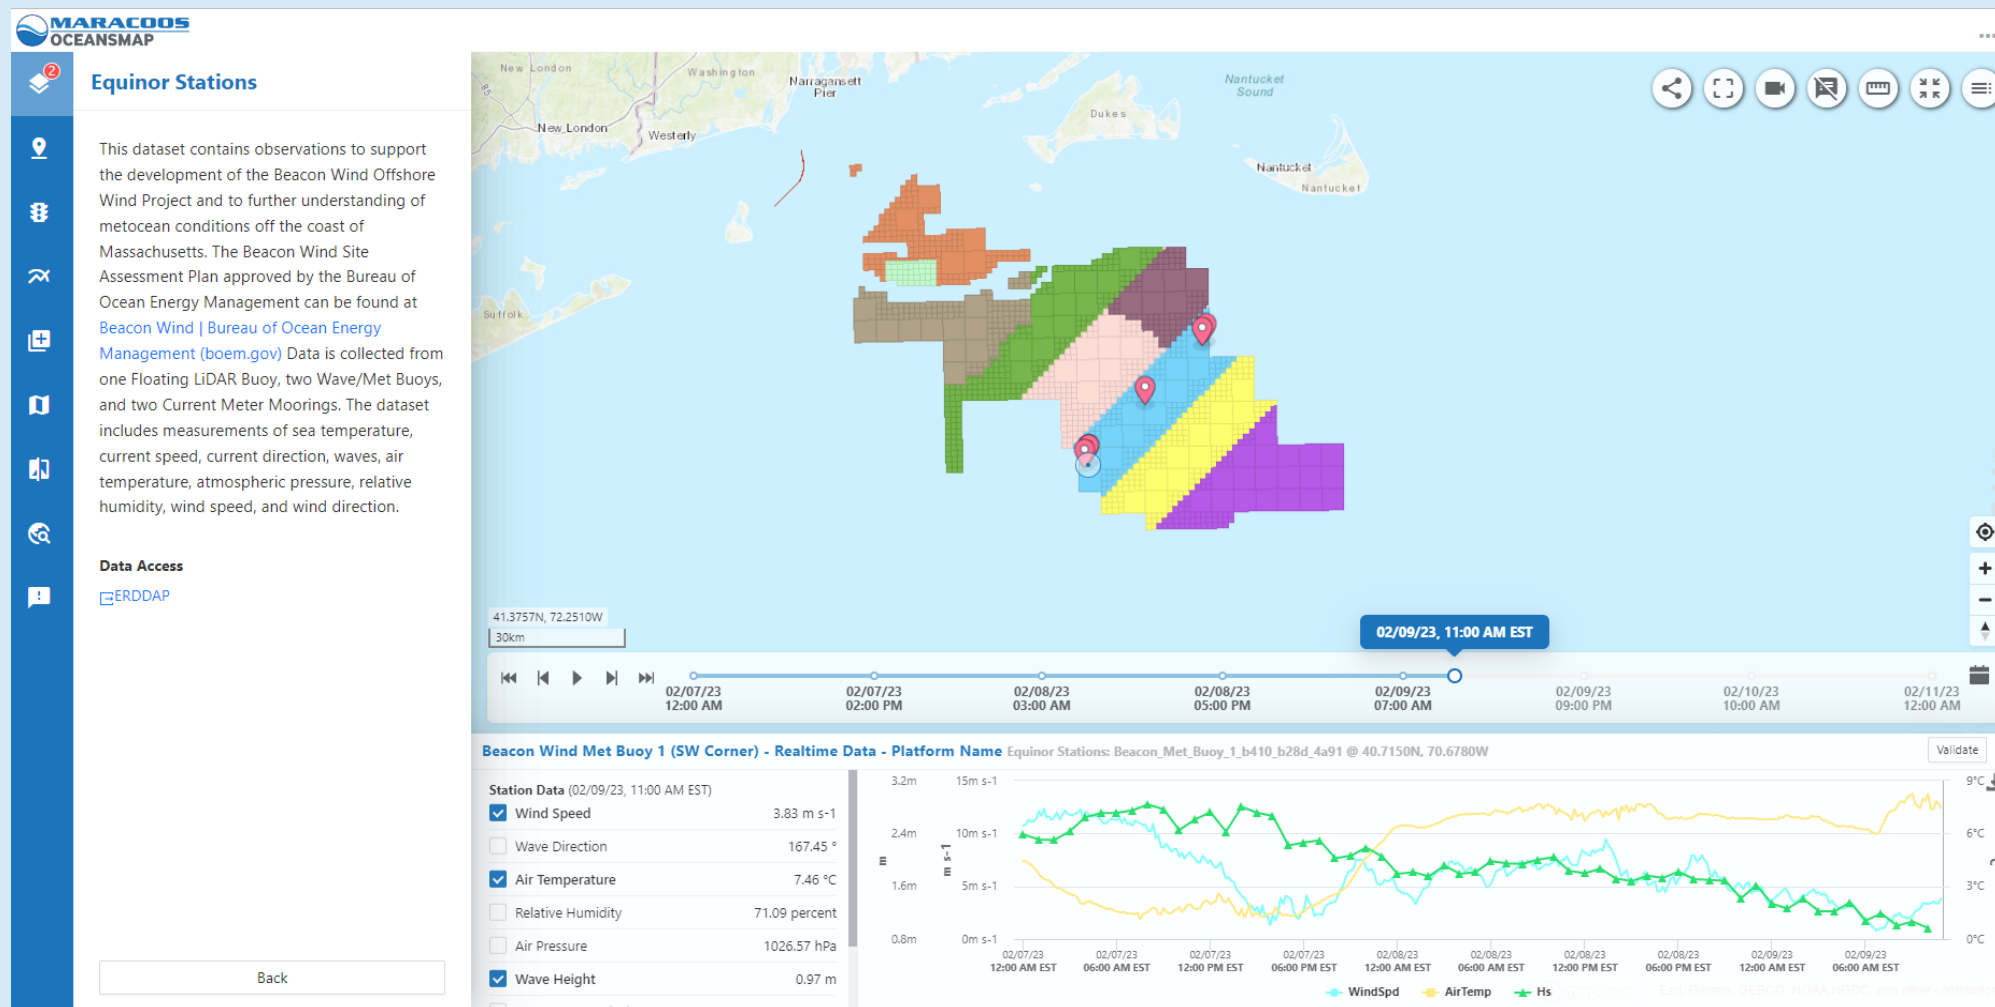 MARACOOS
OCEANSMAP
2
Equinor Stations
This dataset contains observations to support
the development of the Beacon Wind Offshore
Wind Project and to further understanding of
metocean conditions off the coast of
Massachusetts. The Beacon Wind Site
Assessment Plan approved by the Bureau of
Ocean Energy Management can be found at
Beacon Wind | Bureau of Ocean Energy
Management (boem.gov) Data is collected from
one Floating LiDAR Buoy, two Wave/Met Buoys,
and two Current Meter Moorings. The dataset
includes measurements of sea temperature,
current speed, current direction, waves, air
temperature, atmospheric pressure, relative
humidity, wind speed, and wind direction.
Data Access
ERDDAP
Back
New London
Washington
Narragansett
Pier
Nantucket
Sound
85
New London
Westerly
Dukes
Nantucket
Nantucket
Suffolk
41.3757N, 72.2510W
30km
02/09/23, 11:00 AM EST
02/07/23
12:00 AM
02/07/23
02:00 PM
02/08/23
03:00 AM
02/08/23
05:00 PM
02/09/23
07:00 AM
02/09/23
09:00 PM
02/10/23
10:00 AM
02/11/23
12:00 AM
Beacon Wind Met Buoy 1 (SW Corner) - Realtime Data - Platform Name Equinor Stations: Beacon_Met_Buoy_1_b410_b28d_4a91 @ 40.7150N, 70.6780W
Validate
Station Data (02/09/23, 11:00 AM EST)
Wind Speed 3.83 m s-1
Wave Direction 167.45 °
Air Temperature 7.46 °C
Relative Humidity 71.09 percent
Air Pressure 1026.57 hPa
Wave Height 0.97 m
3.2m
2.4m
1.6m
0.8m
m
15m s-1
10m s-1
5m s-1
0m s-1
m s-1
9°C
6°C
3°C
0°C
02/07/23
12:00 AM EST
02/07/23
06:00 AM EST
02/07/23
12:00 PM EST
02/07/23
06:00 PM EST
02/08/23
12:00 AM EST
02/08/23
06:00 AM EST
02/08/23
12:00 PM EST
02/08/23
06:00 PM EST
02/09/23
12:00 AM EST
02/09/23
06:00 AM EST
WindSpd
AirTemp
Hs